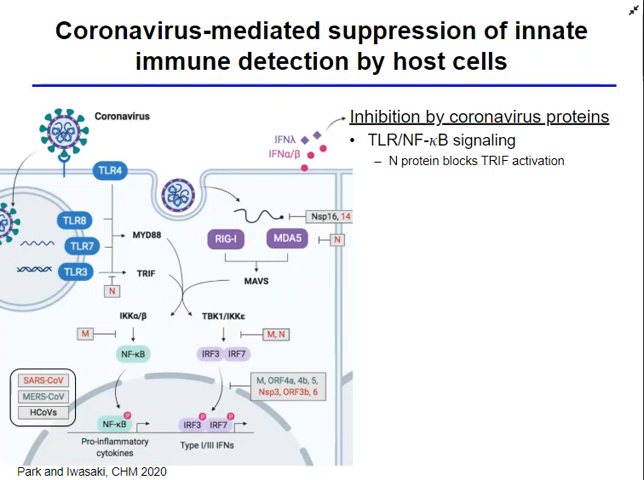 Coronavirus-mediated suppression of innate
immune detection by host cells
Coronavirus
IFNλ
IFNα/β
Inhibition by coronavirus proteins
• TLR/NF-κB signaling
– N protein blocks TRIF activation
TLR4
Nsp16, 14
TLR8
MYD88
RIG-I
MDA5
N
TLR7
TLR3
TRIF
MAVS
N
IKKα/β
TBK1/IKKε
M
M, N
NF-κB
IRF3
IRF7
SARS-CoV
MERS-CoV
HCoVs
M, ORF4a, 4b, 5,
Nsp3, ORF3b, 6
P
P
P
NF-κB
IRF3
IRF7
Pro-inflammatory
cytokines
Type I/III IFNs
Park and Iwasaki, CHM 2020